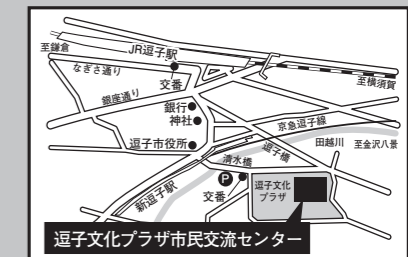 至鎌倉
JR逗子駅
なぎさ通り
交番
至横須賀
銀座通り
銀行
神社
京急逗子線
逗子市役所
逗子橋
田越川
至金沢八景
清水橋
P
新逗子駅
交番
逗子文化
プラザ
逗子文化プラザ市民交流センター